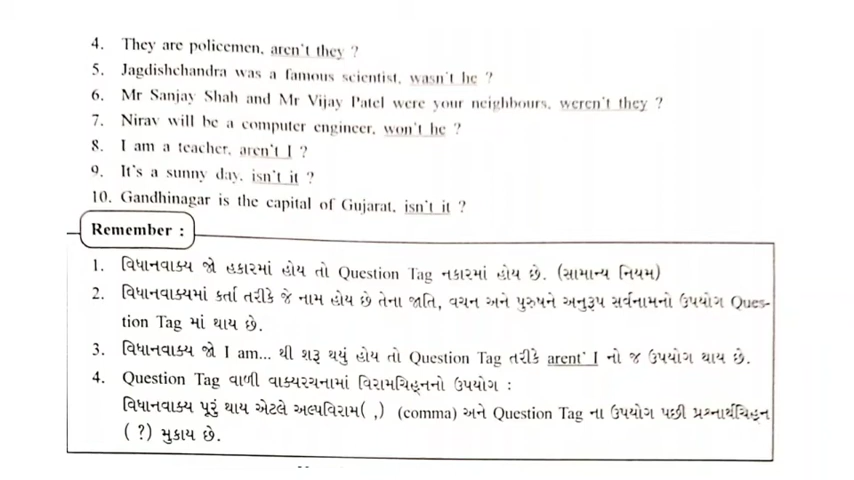 4. They are policemen, aren't they ?
5. Jagdishchandra was a famous scientist, wasn't he ?
6. Mr Sanjay Shah and Mr Vijay Patel were your neighbours, weren't they ?
7. Nirav will be a computer engineer, won't he ?
8. I am a teacher, aren't I ?
9. It's a sunny day, isn't it ?
10. Gandhinagar is the capital of Gujarat, isn't it ?
Remember :
1. વિધાનવાક્ય જો હકારમાં હોય તો Question Tag નકારમાં હોય છે. (સામાન્ય નિયમ)
2. વિધાનવાક્યમાં કર્તા તરીકે જે નામ હોય છે તેના જાતિ, વચન અને પુરુષને અનુરૂપ સર્વનામનો ઉપયોગ Ques-
tion Tag માં થાય છે.
3. વિધાનવાક્ય જો I am... થી શરૂ થયું હોય તો Question Tag તરીકે arent' I નો જ ઉપયોગ થાય છે.
4. Question Tag વાળી વાક્યરચનામાં વિરામચિહ્નનો ઉપયોગ :
વિધાનવાક્ય પૂરું થાય એટલે અલ્પવિરામ( ,) (comma) અને Question Tag ના ઉપયોગ પછી પ્રશ્નાર્થચિહ્ન
( ?) મુકાય છે.